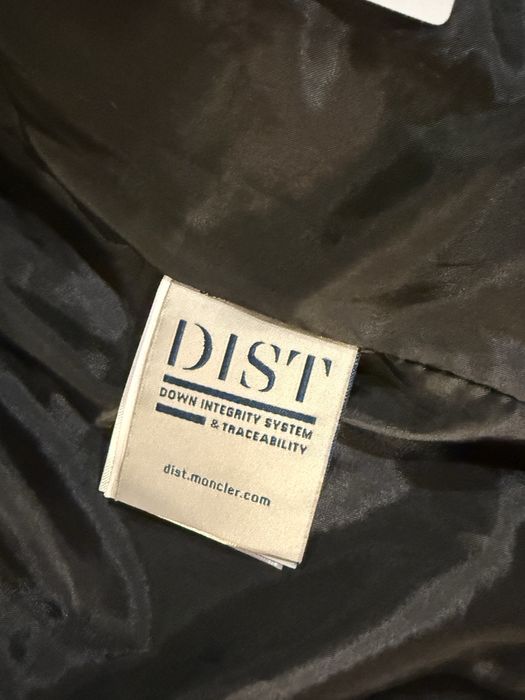 DIST
DOWN INTEGRITY SYSTEM
& TRACEABILITY
dist.moncler.com